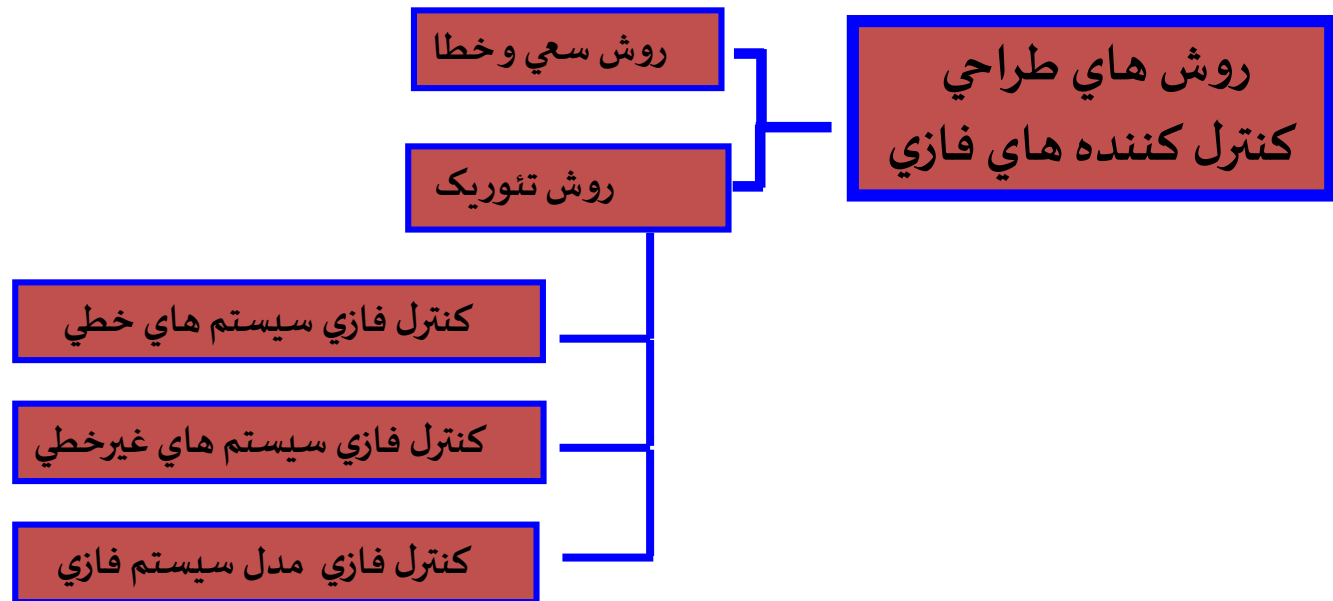 روش هاي طراحي
كنترل كننده هاي فازي
روش سعي و خطا
روش تئوريک
كنترل فازي سيستم هاي خطي
كنترل فازي سيستم هاي غيرخطي
كنترل فازي مدل سيستم فازي